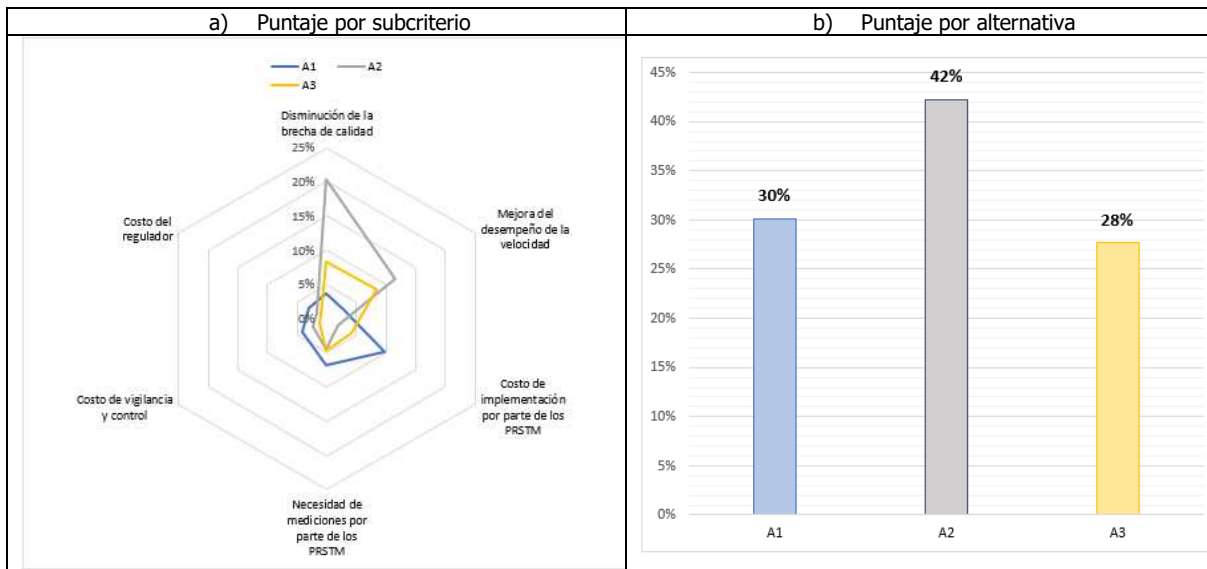 a) Puntaje por subcriterio
b) Puntaje por alternativa
A1
A2
A3
Disminución de la
brecha de calidad
25%
20%
15%
10%
5%
0%
Mejora del
desempeño de la
velocidad
Costo de
implementación
por parte de los
PRSTM
Necesidad de
mediciones por
parte de los
PRSTM
Costo de vigilancia
y control
Costo del
regulador
45%
40%
35%
30%
25%
20%
15%
10%
5%
0%
30%
42%
28%
A1
A2
A3